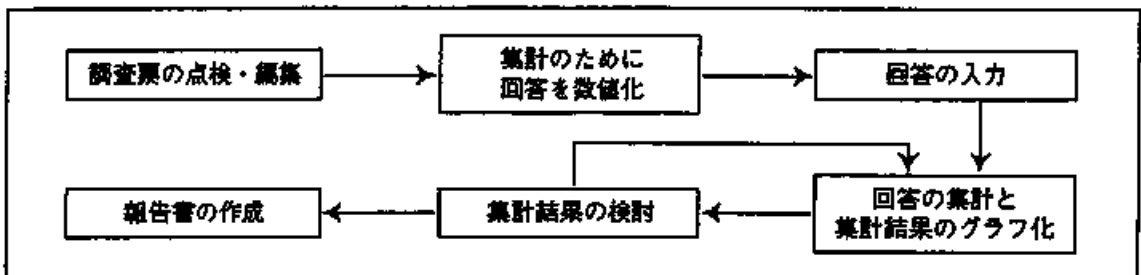 調査票の点検・編集
集計のために
回答を数値化
回答の入力
回答の集計と
集計結果のグラフ化
集計結果の検討
報告書の作成